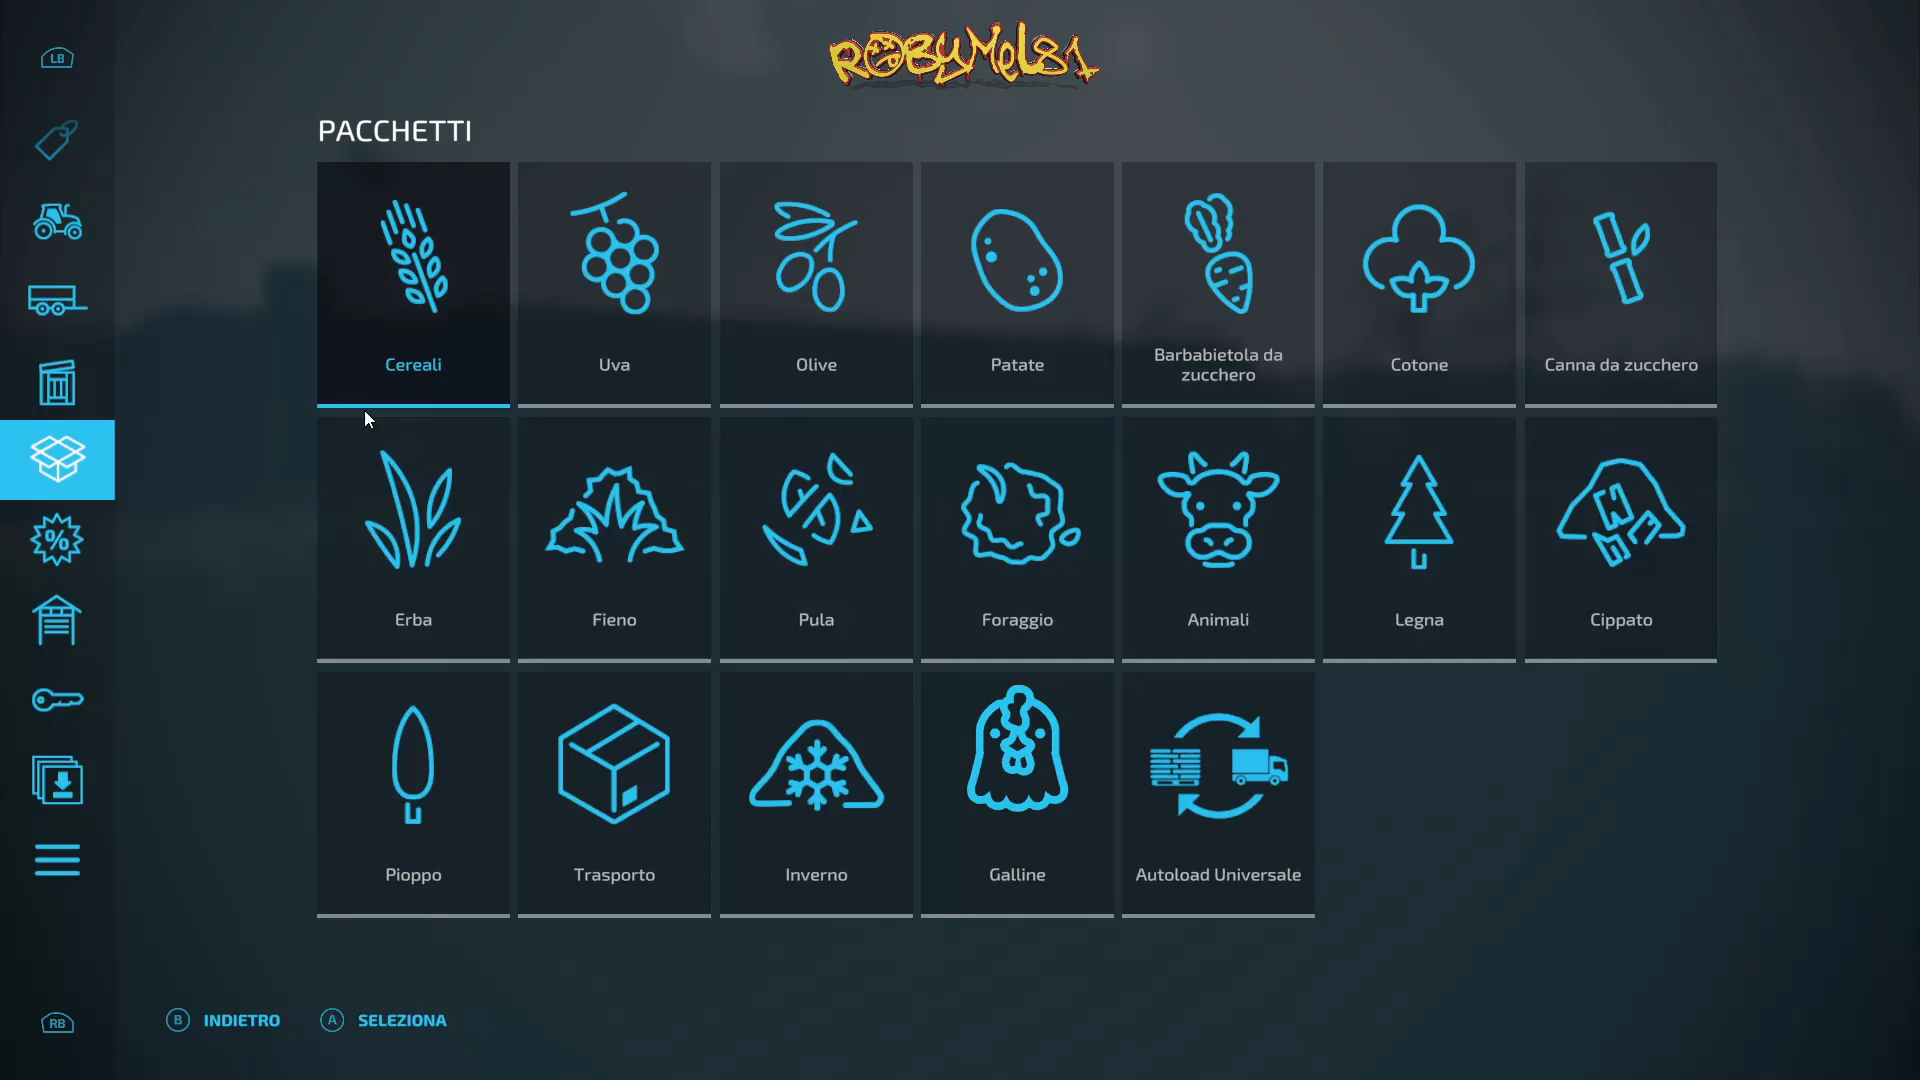 LB
RobyMel81
PACCHETTI
Cereali
Uva
Olive
Patate
Barbabietola da
zucchero
Cotone
Canna da zucchero
%
Erba
Fieno
Pula
Foraggio
Animali
Legna
Cippato
Pioppo
Trasporto
Inverno
Galline
Autoload Universale
RB
B INDIETRO
A SELEZIONA